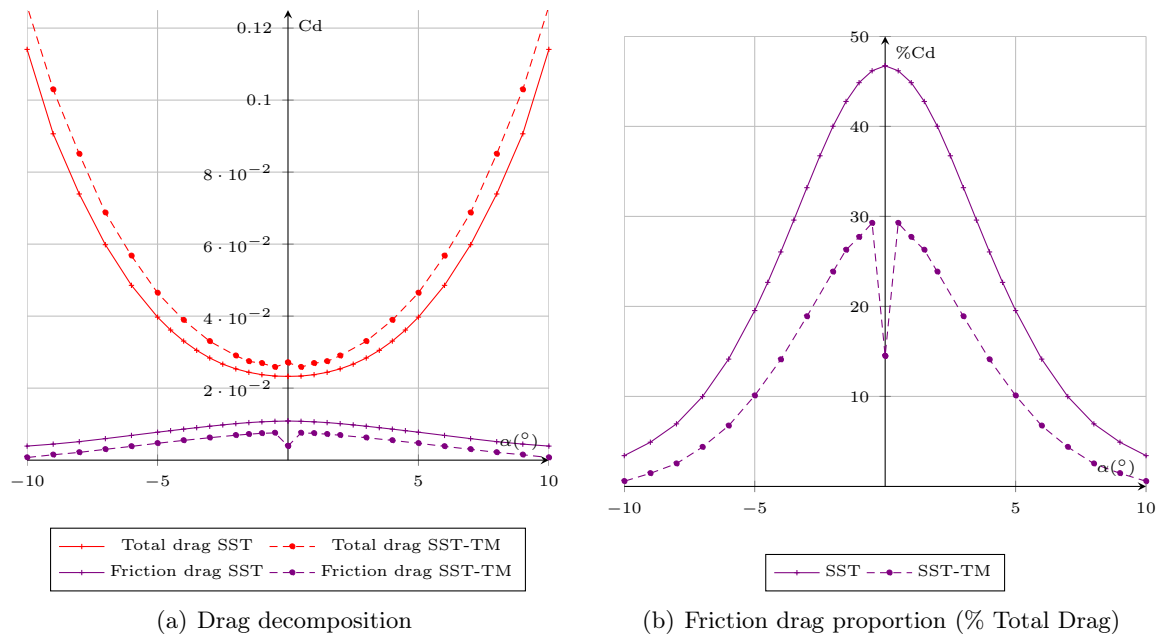 Cd
0.12
0.1
8 · 10⁻²
6 · 10⁻²
4 · 10⁻²
2 · 10⁻²
α(°)
−10 −5 5 10
Total drag SST Total drag SST-TM
Friction drag SST Friction drag SST-TM
(a) Drag decomposition
%Cd
50
40
30
20
10
α(°)
−10 −5 5 10
SST SST-TM
(b) Friction drag proportion (% Total Drag)